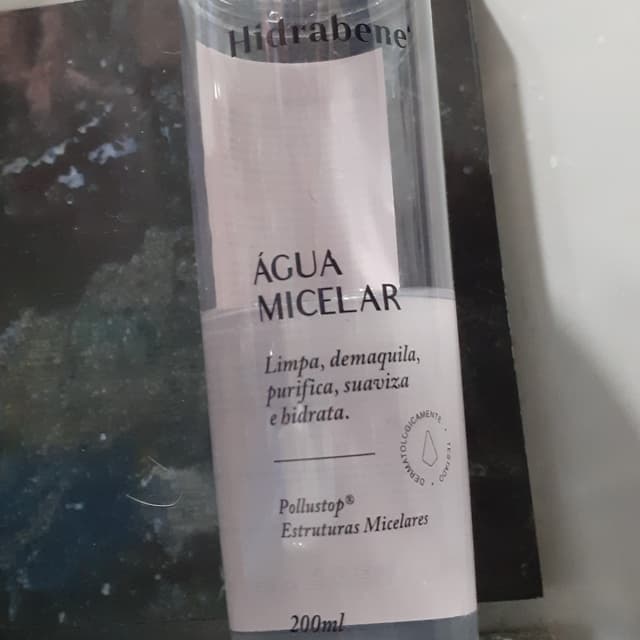 Hidrabene
ÁGUA
MICELAR
Limpa, demaquila,
purifica, suaviza
e hidrata.
DERMATOLOGICAMENTE • TESTADO •
Pollustop®
Estruturas Micelares
200ml